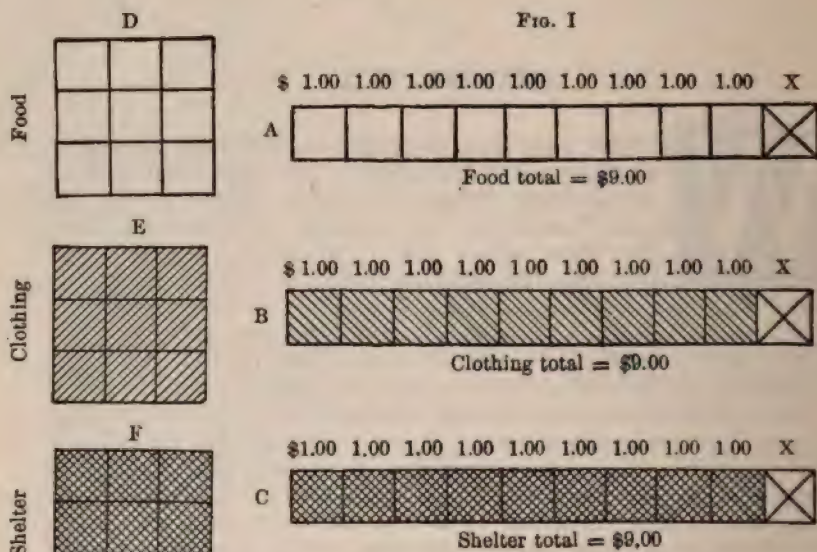 D
FIG. I
Food
$ 1.00 1.00 1.00 1.00 1.00 1.00 1.00 1.00 1.00 X
A
Food total = $9.00
E
Clothing
$ 1.00 1.00 1.00 1.00 1 00 1.00 1.00 1.00 1.00 X
B
Clothing total = $9.00
F
Shelter
$1.00 1.00 1.00 1.00 1.00 1.00 1.00 1.00 1 00 X
C
Shelter total = $9.00